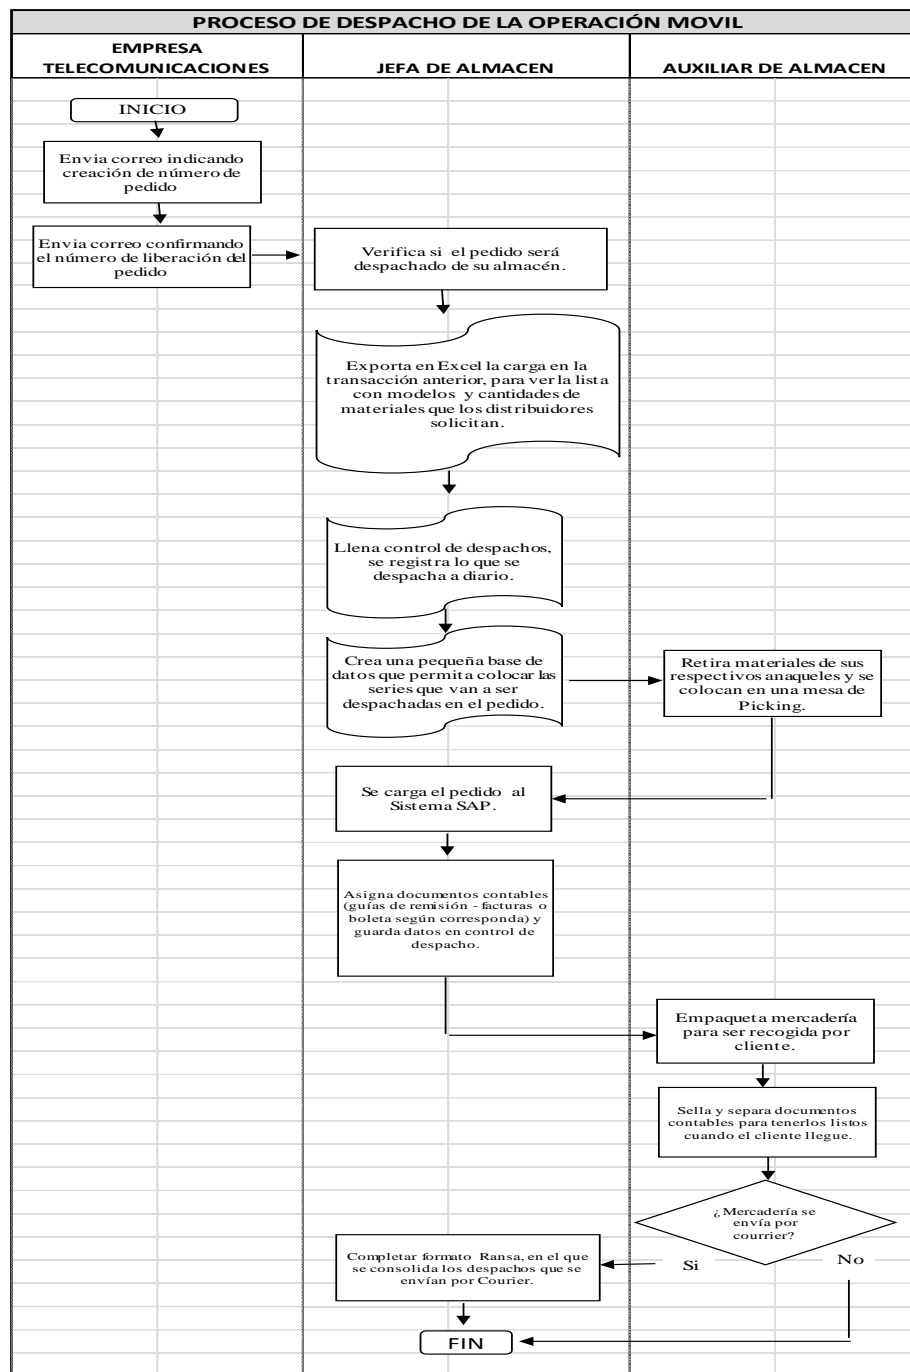 PROCESO DE DESPACHO DE LA OPERACIÓN MOVIL
EMPRESA
TELECOMUNICACIONES
JEFA DE ALMACEN
AUXILIAR DE ALMACEN
INICIO
Envia correo indicando
creación de número de
pedido
Envia correo confirmando
el número de liberación del
pedido
Verifica si el pedido será
despachado de su almacén.
Exporta en Excel la carga en la
transacción anterior, para ver la lista
con modelos y cantidades de
materiales que los distribuidores
solicitan.
Llena control de despachos,
se registra lo que se
despacha a diario.
Crea una pequeña base de
datos que permita colocar las
series que van a ser
despachadas en el pedido.
Retira materiales de sus
respectivos anaqueles y se
colocan en una mesa de
Picking.
Se carga el pedido al
Sistema SAP.
Asigna documentos contables
(guías de remisión - facturas o
boleta según corresponda) y
guarda datos en control de
despacho.
Empaqueta mercadería
para ser recogida por
cliente.
Sella y separa documentos
contables para tenerlos listos
cuando el cliente llegue.
¿Mercadería se
envía por
courrier?
Si
No
Completar formato Ransa, en el que
se consolida los despachos que se
envían por Courier.
FIN